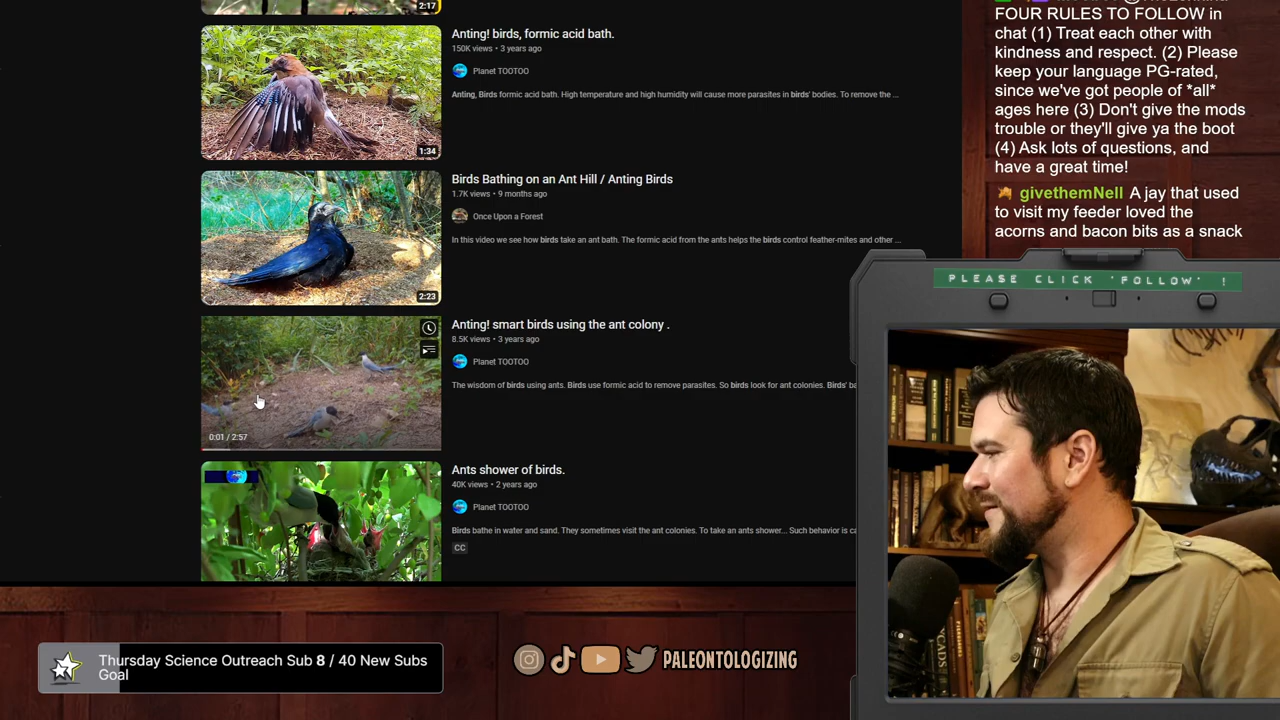 2:17
Anting! birds, formic acid bath.
150K views • 3 years ago
Planet TOOTOO
Anting, Birds formic acid bath. High temperature and high humidity will cause more parasites in birds' bodies. To remove the ...
1:34
Birds Bathing on an Ant Hill / Anting Birds
1.7K views • 9 months ago
Once Upon a Forest
In this video we see how birds take an ant bath. The formic acid from the ants helps the birds control feather-mites and other ...
2:23
Anting! smart birds using the ant colony .
8.5K views • 3 years ago
Planet TOOTOO
The wisdom of birds using ants. Birds use formic acid to remove parasites. So birds look for ant colonies. Birds'
0:01 / 2:57
Ants shower of birds.
40K views • 2 years ago
Planet TOOTOO
Birds bathe in water and sand. They sometimes visit the ant colonies. To take an ants shower... Such behavior is
CC
FOUR RULES TO FOLLOW in
chat (1) Treat each other with
kindness and respect. (2) Please
keep your language PG-rated,
since we've got people of *all*
ages here (3) Don't give the mods
trouble or they'll give ya the boot
(4) Ask lots of questions, and
have a great time!
givethemNell A jay that used
to visit my feeder loved the
acorns and bacon bits as a snack
PLEASE CLICK 'FOLLOW' !
Thursday Science Outreach Sub 8 / 40 New Subs
Goal
PALEONTOLOGIZING